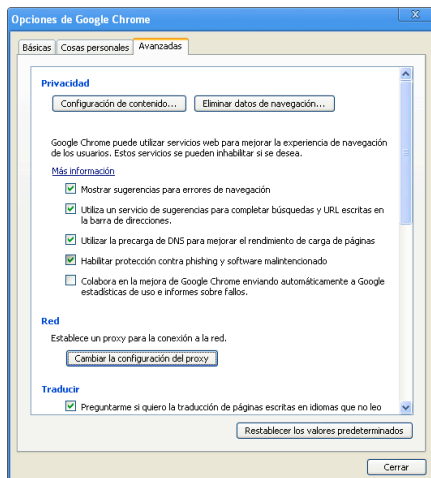 Opciones de Google Chrome
Básicas Cosas personales Avanzadas
Privacidad
Configuración de contenido... Eliminar datos de navegación...
Google Chrome puede utilizar servicios web para mejorar la experiencia de navegación
de los usuarios. Estos servicios se pueden inhabilitar si se desea.
Más información
Mostrar sugerencias para errores de navegación
Utiliza un servicio de sugerencias para completar búsquedas y URL escritas en
la barra de direcciones.
Utilizar la precarga de DNS para mejorar el rendimiento de carga de páginas
Habilitar protección contra phishing y software malintencionado
Colabora en la mejora de Google Chrome enviando automáticamente a Google
estadísticas de uso e informes sobre fallos.
Red
Establece un proxy para la conexión a la red.
Cambiar la configuración del proxy
Traducir
Preguntarme si quiero la traducción de páginas escritas en idiomas que no leo
Restablecer los valores predeterminados
Cerrar